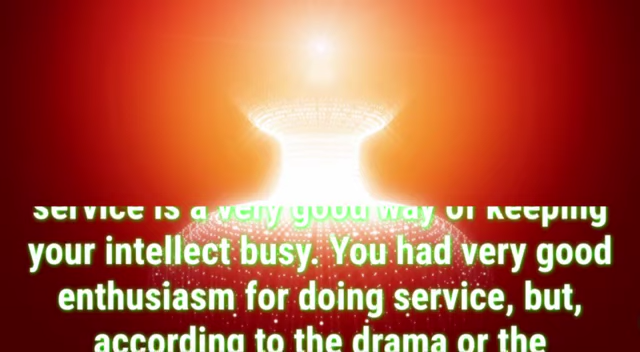 service is a very good way of keeping
your intellect busy. You had very good
enthusiasm for doing service, but,
according to the drama or the